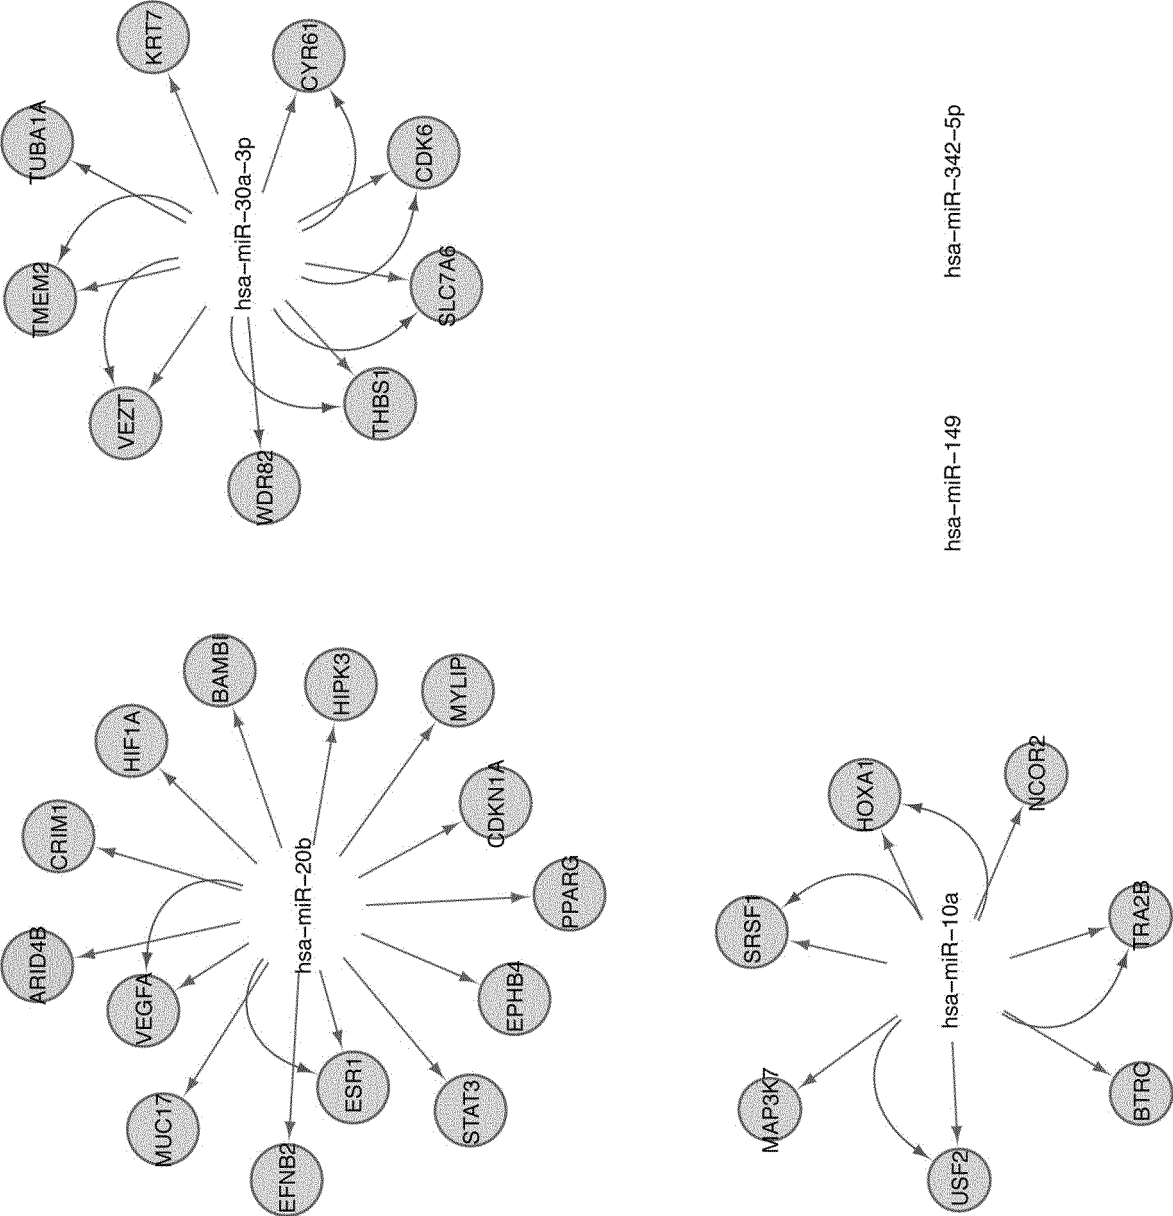 KRT7
CYR61
TUBA1A
CDK6
hsa-miR-30a-3p
hsa-miR-342-5p
TMEM2
SLC7A6
VEZT
THBS1
WDR82
hsa-miR-149
BAMBI
HIPK3
MYLIP
HIF1A
CDKN1A
CRIM1
hsa-miR-20b
PPARG
ARID4B
VEGFA
EPHB4
ESR1
STAT3
MUC17
EFNB2
HOXA1
NCOR2
SRSF1
TRA2B
hsa-miR-10a
MAP3K7
BTRC
USF2